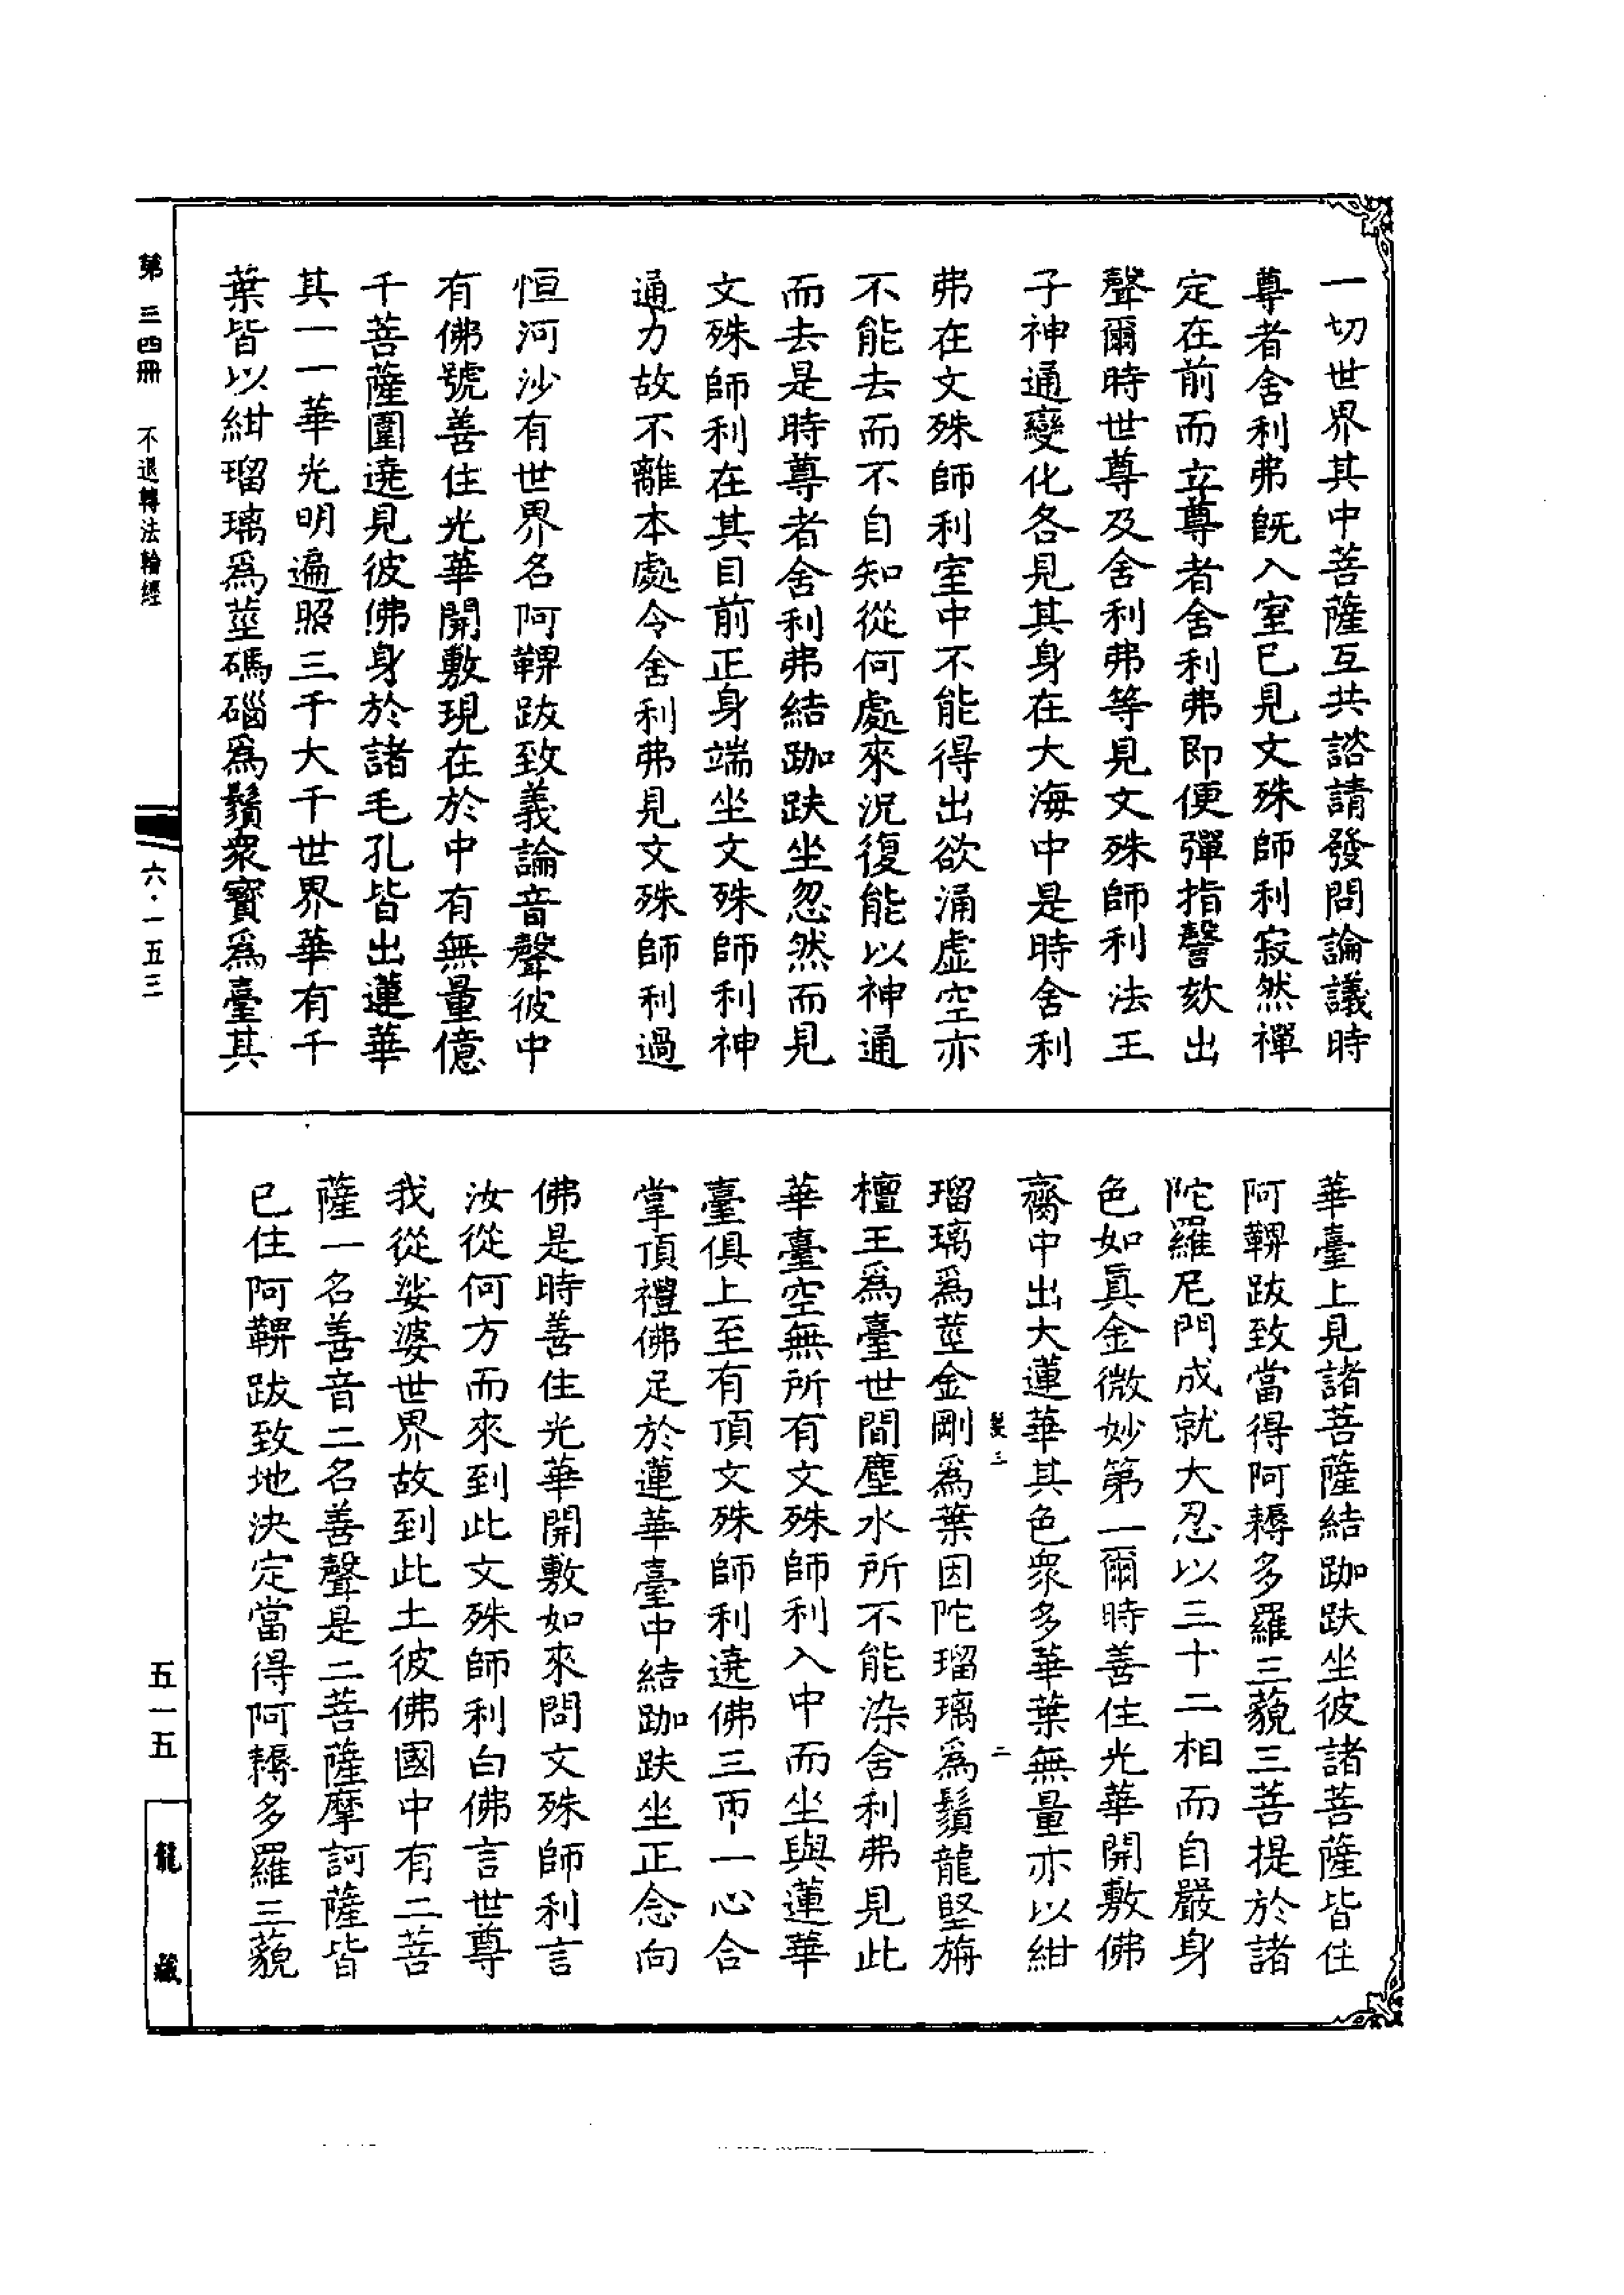 一切世界其中菩薩互共諮請發問論議時
尊者舍利弗旣入室已見文殊師利寂然禪
定在前而立尊者舍利弗即便彈指謦欬出
聲爾時世尊及舍利弗等見文殊師利法王
子神通變化各見其身在大海中是時舍利
弗在文殊師利室中不能得出欲涌虛空亦
不能去而不自知從何處來況復能以神通
而去是時尊者舍利弗結跏趺坐忽然而見
文殊師利在其目前正身端坐文殊師利神
通力故不離本處令舍利弗見文殊師利過
恒河沙有世界名阿鞞跋致義論音聲彼中
有佛號善住光華開敷現在於中有無量億
千菩薩圍遶見彼佛身於諸毛孔皆出蓮華
其一一華光明遍照三千大千世界華有千
葉皆以紺瑠璃爲莖碼碯爲鬚衆寶爲臺其
華臺上見諸菩薩結跏趺坐彼諸菩薩皆住
阿鞞跋致當得阿耨多羅三藐三菩提於諸
陀羅尼門成就大忍以三十二相而自嚴身
色如眞金微妙第一爾時善住光華開敷佛
齎中出大蓮華其色衆多華葉無量亦以紺
二
瑠璃爲莖金剛爲葉因陀瑠璃爲鬚龍堅旃
檀王爲臺世間塵水所不能染舍利弗見此
華臺空無所有文殊師利入中而坐與蓮華
臺俱上至有頂文殊師利遶佛三帀一心合
掌頂禮佛足於蓮華臺中結跏趺坐正念向
佛是時善住光華開敷如來問文殊師利言
汝從何方而來到此文殊師利白佛言世尊
我從娑婆世界故到此土彼佛國中有二菩
薩一名善音二名善聲是二菩薩摩訶薩皆
已住阿鞞跋致地決定當得阿耨多羅三藐
第三四冊 不退轉法輪經
六·一五三
五一五
龍藏